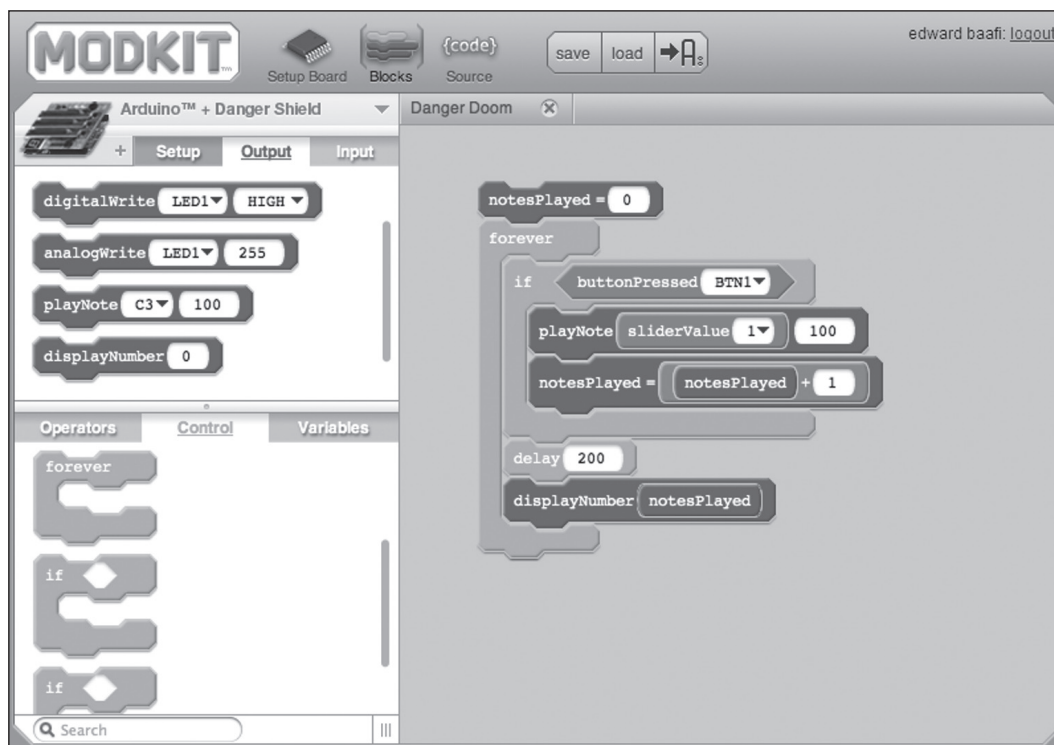 MODKIT™
Setup Board
Blocks
{code}
Source
save
load
edward baafi: logout
Arduino™ + Danger Shield
+
Setup
Output
Input
digitalWrite LED1 HIGH
analogWrite LED1 255
playNote C3 100
displayNumber 0
Operators
Control
Variables
forever
if
if
Search
Danger Doom
notesPlayed = 0
forever
if buttonPressed BTN1
playNote sliderValue 1 100
notesPlayed = notesPlayed + 1
delay 200
displayNumber notesPlayed